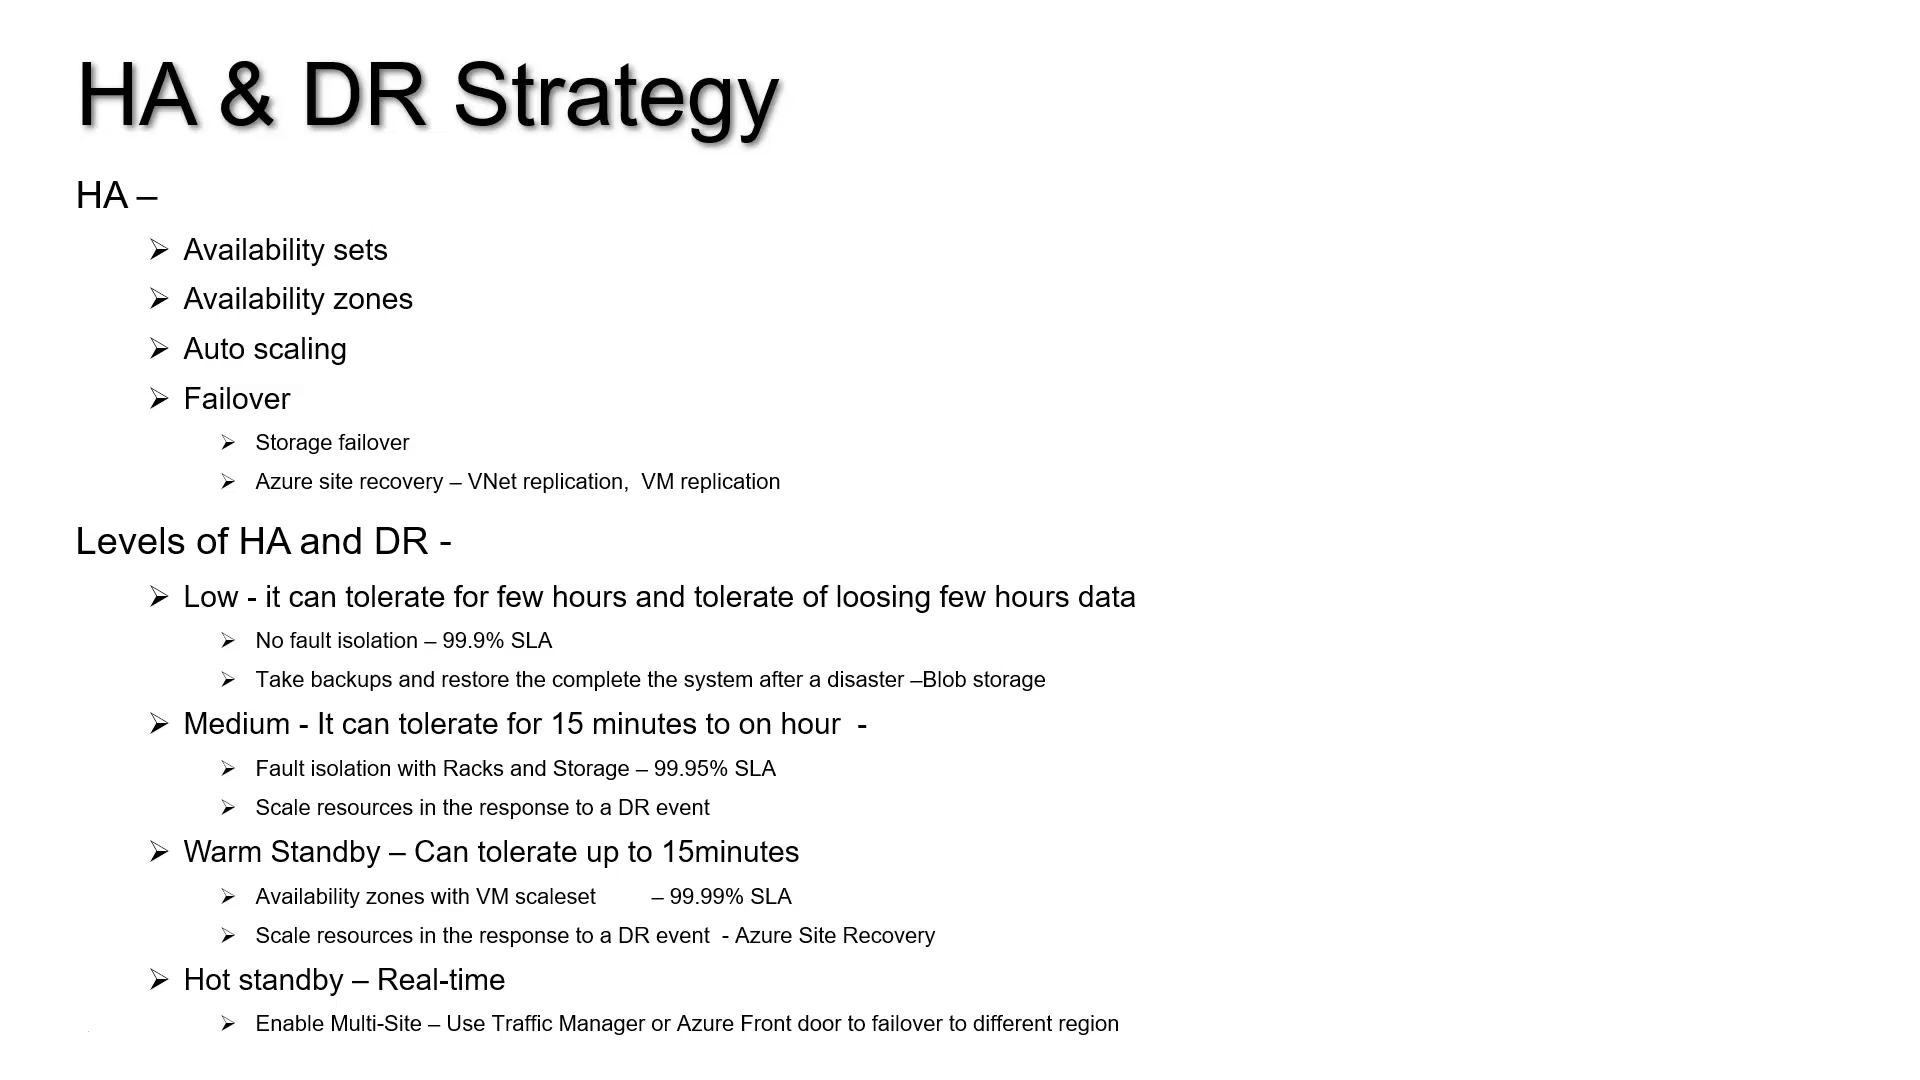 HA & DR Strategy
HA –
Availability sets
Availability zones
Auto scaling
Failover
Storage failover
Azure site recovery – VNet replication,  VM replication
Levels of HA and DR -
Low - it can tolerate for few hours and tolerate of loosing few hours data
No fault isolation – 99.9% SLA
Take backups and restore the complete the system after a disaster –Blob storage
Medium - It can tolerate for 15 minutes to on hour  -
Fault isolation with Racks and Storage – 99.95% SLA
Scale resources in the response to a DR event
Warm Standby – Can tolerate up to 15minutes
Availability zones with VM scaleset – 99.99% SLA
Scale resources in the response to a DR event  - Azure Site Recovery
Hot standby – Real-time
Enable Multi-Site – Use Traffic Manager or Azure Front door to failover to different region